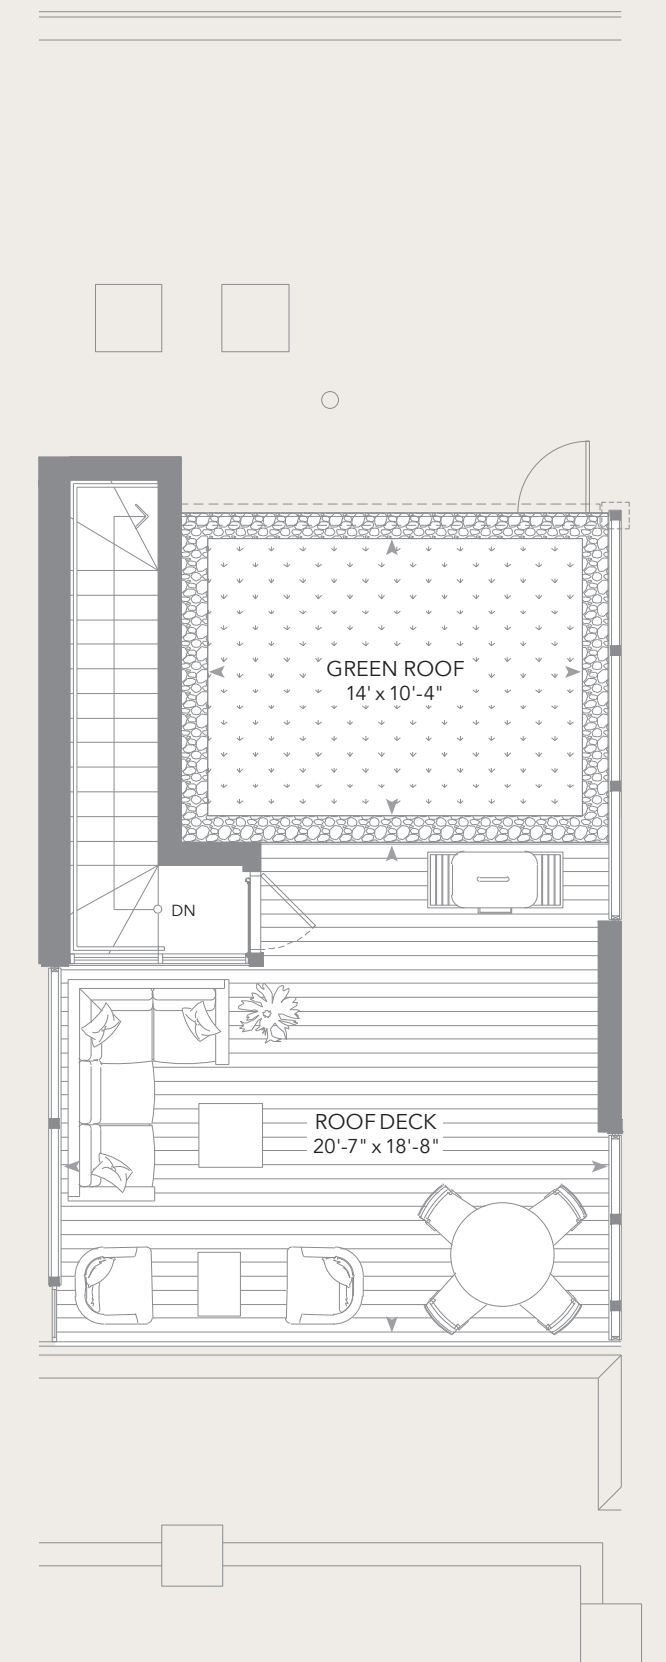 GREEN ROOF
14' x 10'-4"
DN
ROOF DECK
20'-7" x 18'-8"